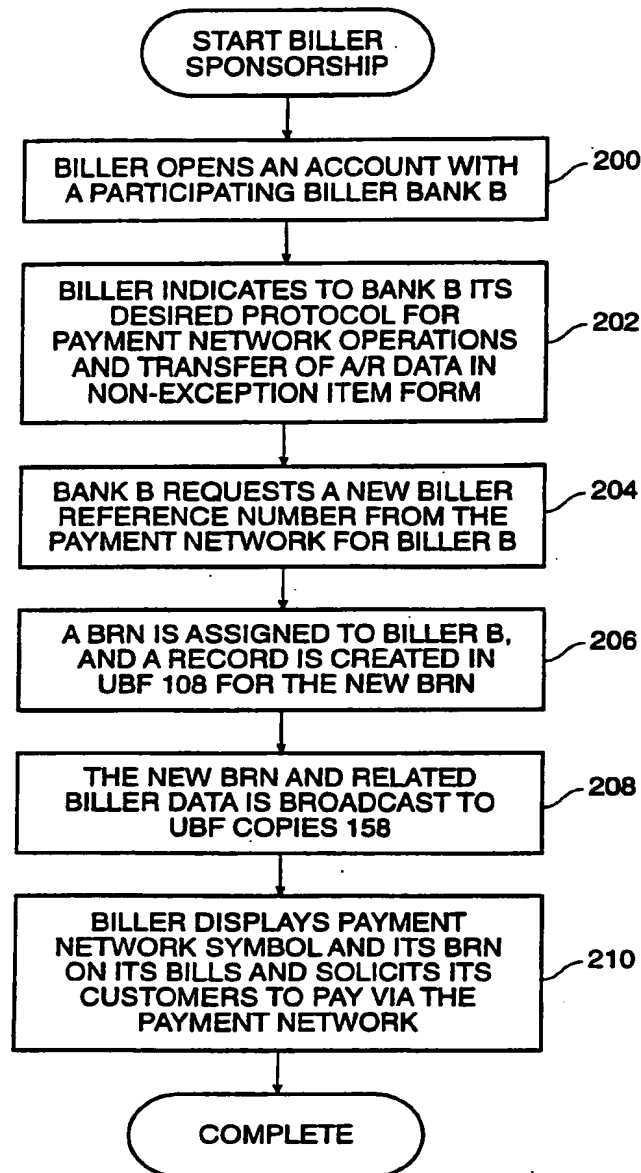 START BILLER
SPONSORSHIP
BILLER OPENS AN ACCOUNT WITH
A PARTICIPATING BILLER BANK B
200
BILLER INDICATES TO BANK B ITS
DESIRED PROTOCOL FOR
PAYMENT NETWORK OPERATIONS
AND TRANSFER OF A/R DATA IN
NON-EXCEPTION ITEM FORM
202
BANK B REQUESTS A NEW BILLER
REFERENCE NUMBER FROM THE
PAYMENT NETWORK FOR BILLER B
204
A BRN IS ASSIGNED TO BILLER B,
AND A RECORD IS CREATED IN
UBF 108 FOR THE NEW BRN
206
THE NEW BRN AND RELATED
BILLER DATA IS BROADCAST TO
UBF COPIES 158
208
BILLER DISPLAYS PAYMENT
NETWORK SYMBOL AND ITS BRN
ON ITS BILLS AND SOLICITS ITS
CUSTOMERS TO PAY VIA THE
PAYMENT NETWORK
210
COMPLETE